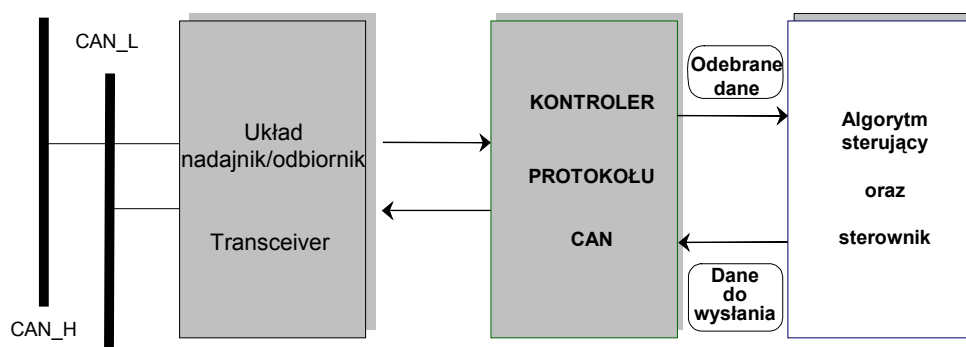 CAN_L
CAN_H
Układ
nadajnik/odbiornik
Transceiver
KONTROLER
PROTOKOŁU
CAN
Odebrane
dane
Dane
do
wysłania
Algorytm
sterujący
oraz
sterownik